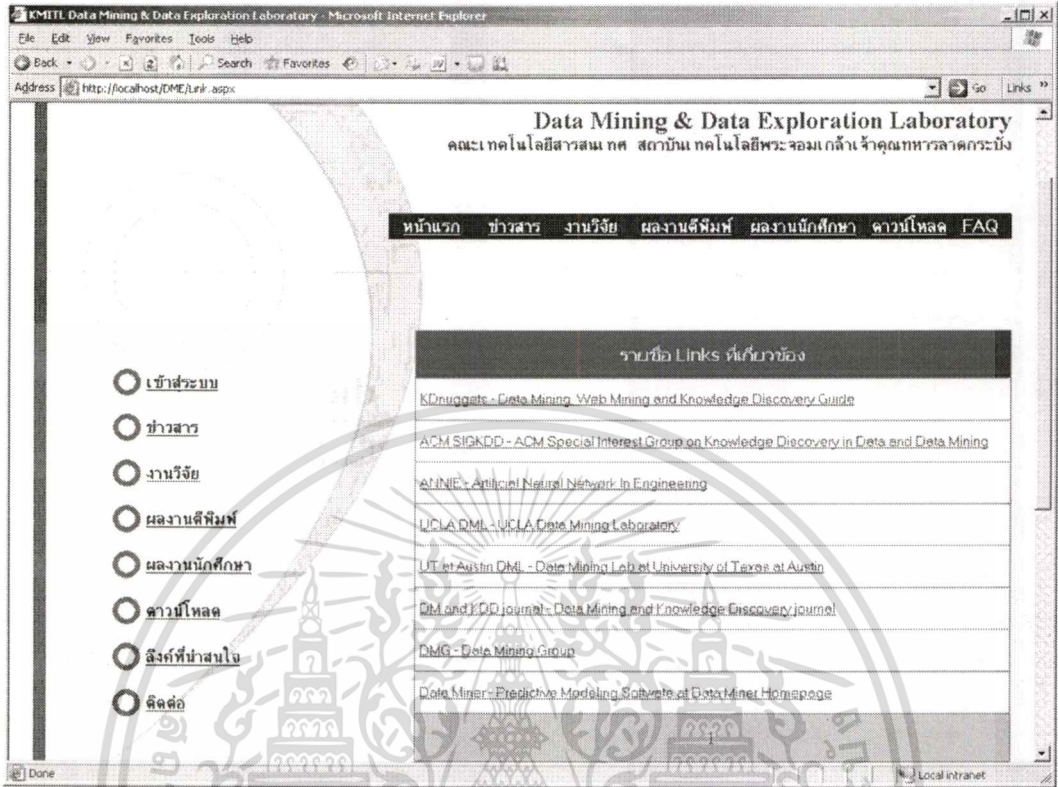 KMITL Data Mining & Data Exploration Laboratory - Microsoft Internet Explorer
File Edit View Favorites Tools Help
Back Search Favorites
Address http://localhost/DME/Link.aspx Go Links
Data Mining & Data Exploration Laboratory
คณะเทคโนโลยีสารสนเทศ สถาบันเทคโนโลยีพระจอมเกล้าเจ้าคุณทหารลาดกระบัง
หน้าแรก ข่าวสาร งานวิจัย ผลงานตีพิมพ์ ผลงานนักศึกษา ดาวน์โหลด FAQ
เข้าสู่ระบบ
ข่าวสาร
งานวิจัย
ผลงานตีพิมพ์
ผลงานนักศึกษา
ดาวน์โหลด
ลิงค์ที่น่าสนใจ
ติดต่อ
รายชื่อ Links ที่เกี่ยวข้อง
KDnuggets - Data Mining, Web Mining and Knowledge Discovery Guide
ACM SIGKDD - ACM Special Interest Group on Knowledge Discovery in Data and Data Mining
ANNIE - Artificial Neural Network In Engineering
UCLA DML - UCLA Data Mining Laboratory
UT at Austin DML - Data Mining Lab at University of Texas at Austin
DM and KDD journal - Data Mining and Knowledge Discovery journal
DMG - Data Mining Group
Data Miner - Predictive Modeling Software at Data Miner Homepage
1
Done Local intranet